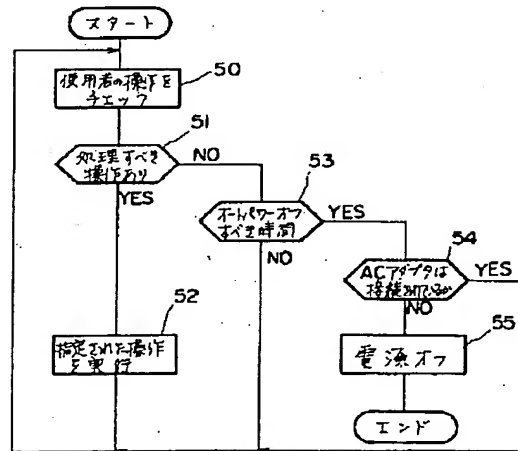 スタート
50
使用者の操作を
チェック
51
処理すべき
操作あり
NO
YES
53
オートパワーオフ
すべき時間
YES
NO
54
ACアダプタは
接続されているか
YES
NO
52
指定された操作
を実行
55
電源オフ
エンド